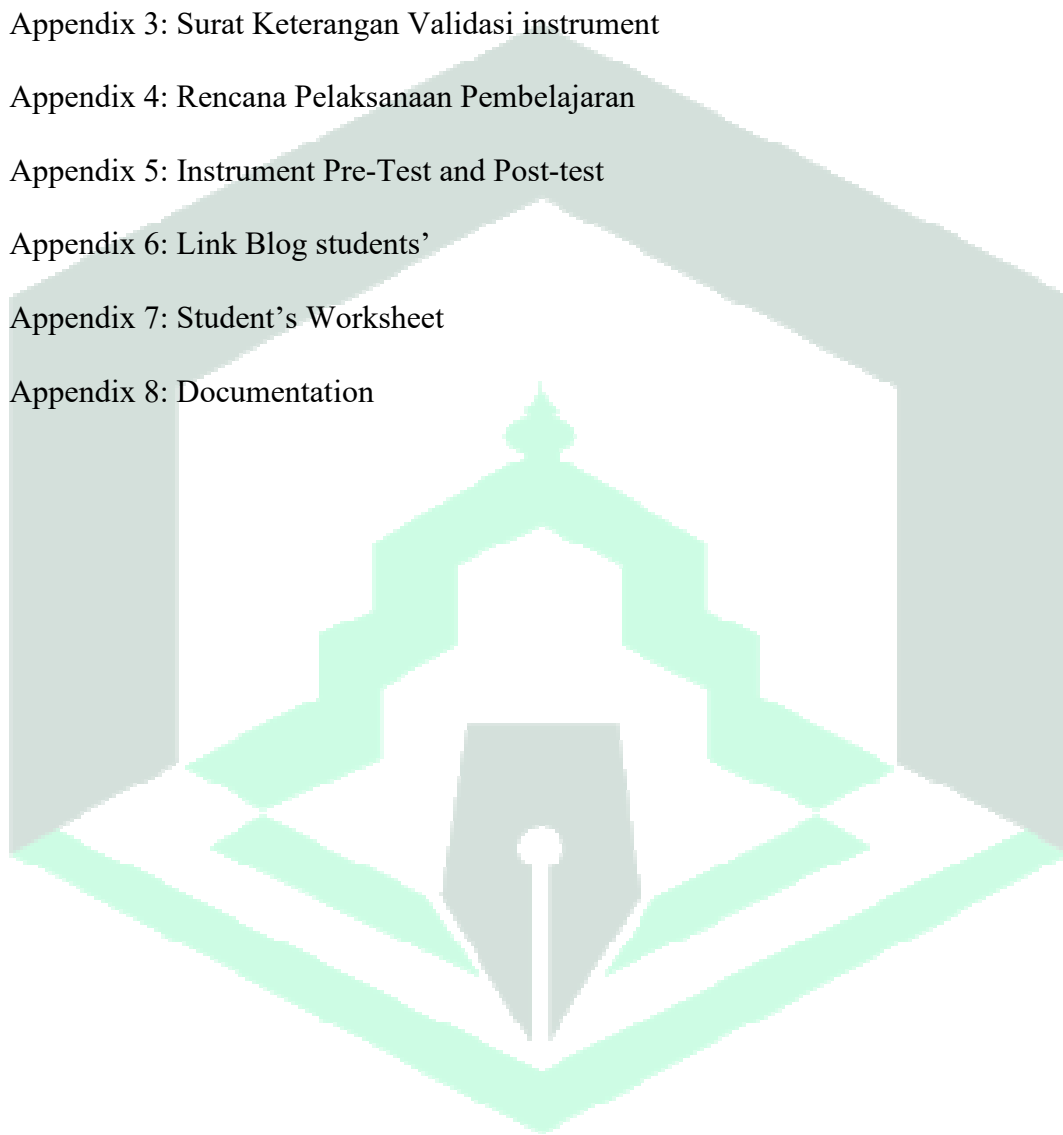 Appendix 3: Surat Keterangan Validasi instrument
Appendix 4: Rencana Pelaksanaan Pembelajaran
Appendix 5: Instrument Pre-Test and Post-test
Appendix 6: Link Blog students’
Appendix 7: Student’s Worksheet
Appendix 8: Documentation